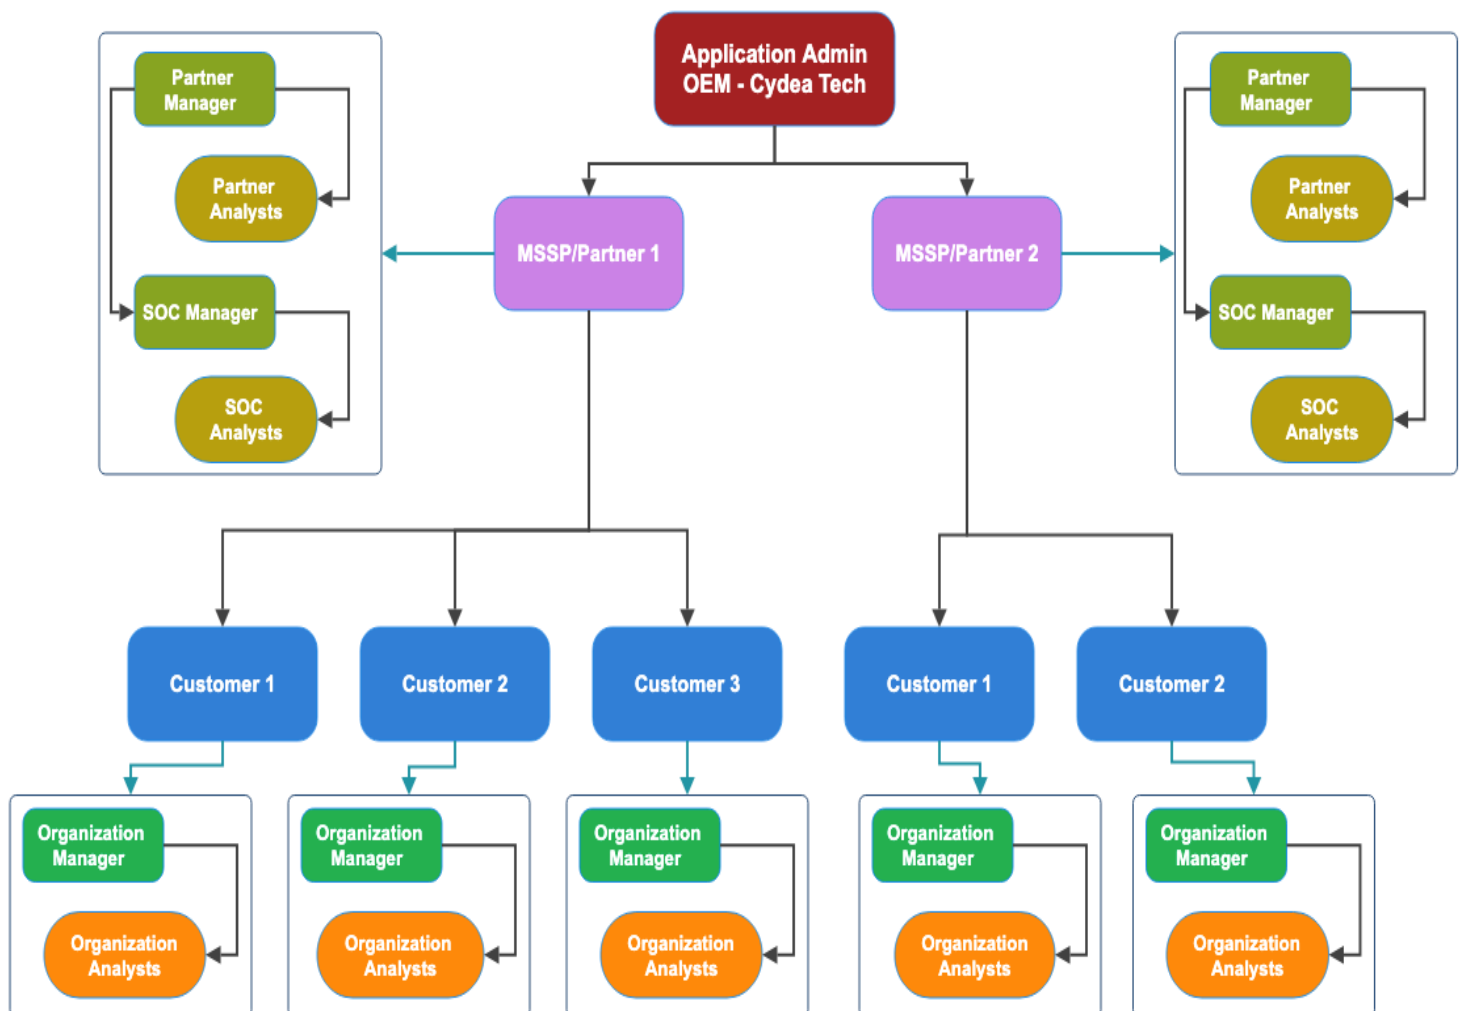 Application Admin
OEM - Cydea Tech
Partner
Manager
Partner
Analysts
SOC Manager
SOC
Analysts
MSSP/Partner 1
MSSP/Partner 2
Partner
Manager
Partner
Analysts
SOC Manager
SOC
Analysts
Customer 1
Customer 2
Customer 3
Customer 1
Customer 2
Organization
Manager
Organization
Analysts
Organization
Manager
Organization
Analysts
Organization
Manager
Organization
Analysts
Organization
Manager
Organization
Analysts
Organization
Manager
Organization
Analysts